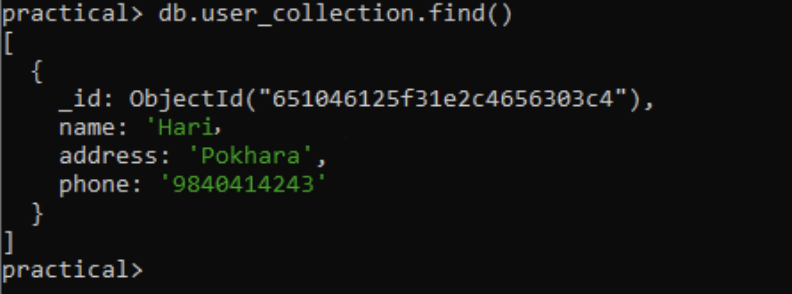 practical> db.user_collection.find()
[
  {
    _id: ObjectId("651046125f31e2c4656303c4"),
    name: 'Hari,
    address: 'Pokhara',
    phone: '9840414243'
  }
]
practical>